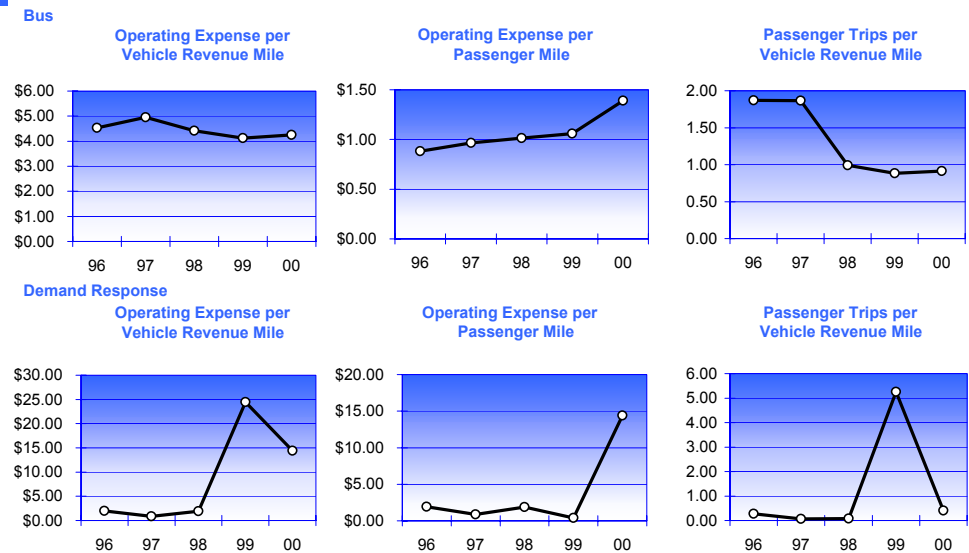 Bus
Operating Expense per
Vehicle Revenue Mile
$6.00
$5.00
$4.00
$3.00
$2.00
$1.00
$0.00
96 97 98 99 00
Operating Expense per
Passenger Mile
$1.50
$1.00
$0.50
$0.00
96 97 98 99 00
Passenger Trips per
Vehicle Revenue Mile
2.00
1.50
1.00
0.50
0.00
96 97 98 99 00
Demand Response
Operating Expense per
Vehicle Revenue Mile
$30.00
$25.00
$20.00
$15.00
$10.00
$5.00
$0.00
96 97 98 99 00
Operating Expense per
Passenger Mile
$20.00
$15.00
$10.00
$5.00
$0.00
96 97 98 99 00
Passenger Trips per
Vehicle Revenue Mile
6.00
5.00
4.00
3.00
2.00
1.00
0.00
96 97 98 99 00